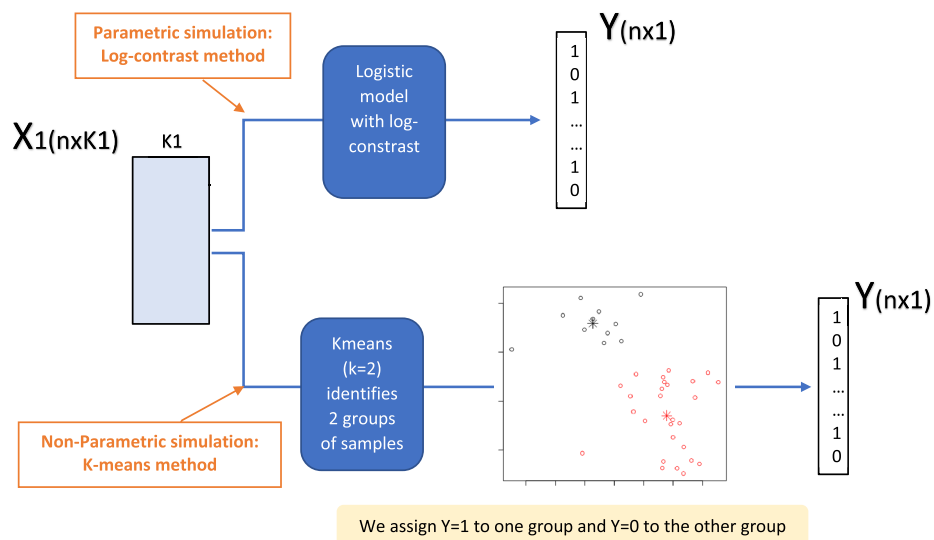 Parametric simulation:
Log-contrast method
Logistic
model
with log-
constrast
Y(nx1)
1
0
1
...
...
1
0
X1(nxK1)
K1
Kmeans
(k=2)
identifies
2 groups
of samples
Y(nx1)
1
0
1
...
...
1
0
Non-Parametric simulation:
K-means method
We assign Y=1 to one group and Y=0 to the other group